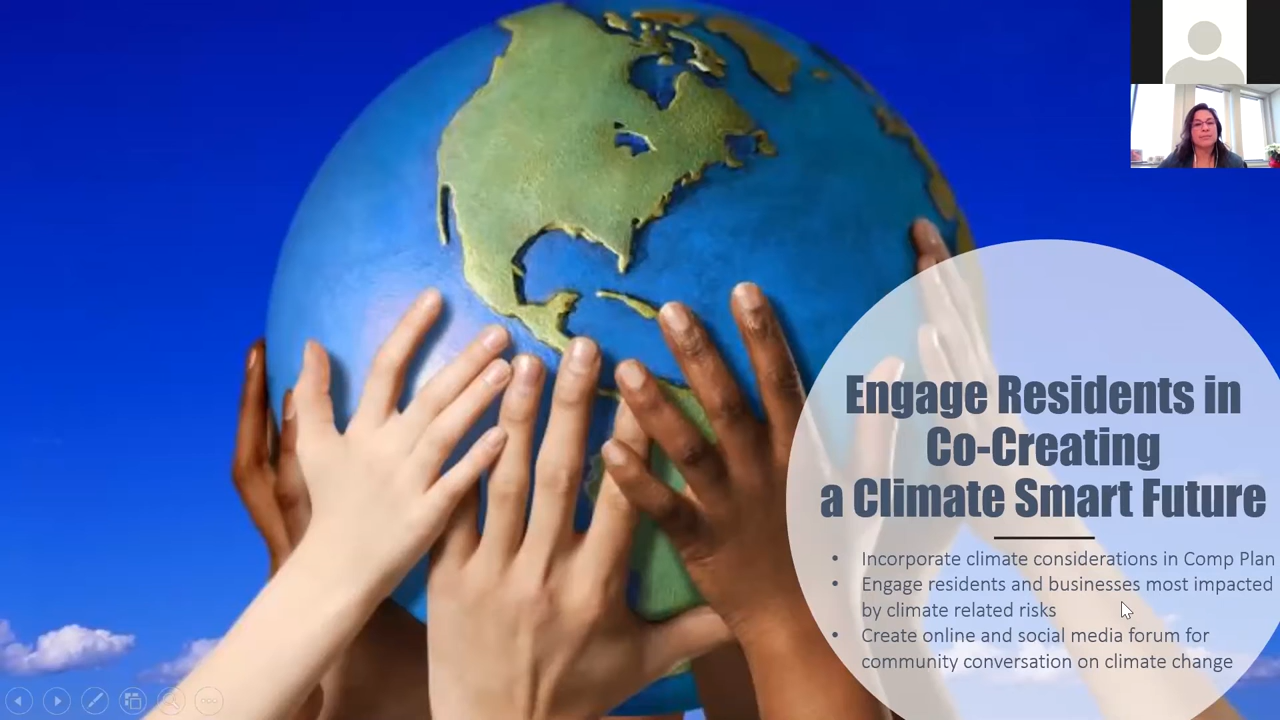 Engage Residents in
Co-Creating
a Climate Smart Future
• Incorporate climate considerations in Comp Plan
• Engage residents and businesses most impacted
by climate related risks
• Create online and social media forum for
community conversation on climate change